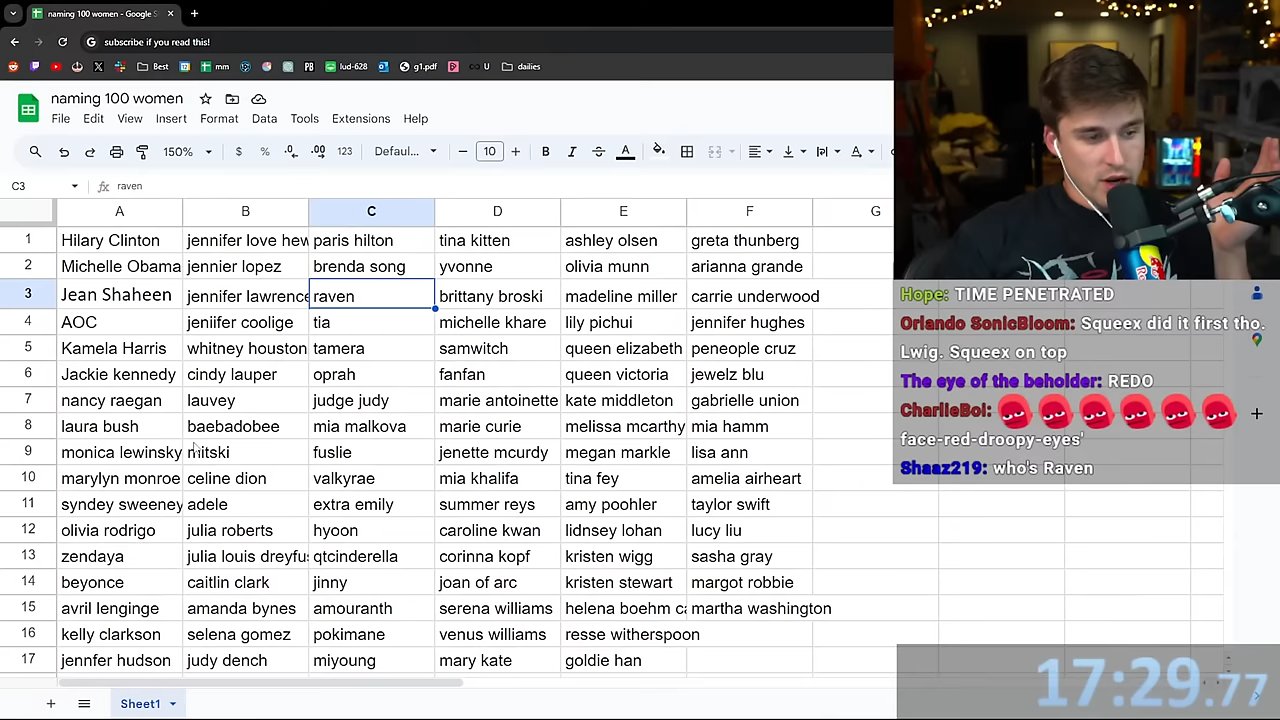 naming 100 women - Google S
subscribe if you read this!
Best
mm
PB
lud-628
g1.pdf
U
dailies
naming 100 women
File Edit View Insert Format Data Tools Extensions Help
150% $ % .0 .00 123 Defaul... 10 B I A
C3 fx raven
A B C D E F G
1 Hilary Clinton jennifer love hew paris hilton tina kitten ashley olsen greta thunberg
2 Michelle Obama jennier lopez brenda song yvonne olivia munn arianna grande
3 Jean Shaheen jennifer lawrence raven brittany broski madeline miller carrie underwood
4 AOC jeniifer coolige tia michelle khare lily pichui jennifer hughes
5 Kamela Harris whitney houston tamera samwitch queen elizabeth peneople cruz
6 Jackie kennedy cindy lauper oprah fanfan queen victoria jewelz blu
7 nancy raegan lauvey judge judy marie antoinette kate middleton gabrielle union
8 laura bush baebadobee mia malkova marie curie melissa mcarthy mia hamm
9 monica lewinsky mitski fuslie jenette mcurdy megan markle lisa ann
10 marylyn monroe celine dion valkyrae mia khalifa tina fey amelia airheart
11 syndey sweeney adele extra emily summer reys amy poohler taylor swift
12 olivia rodrigo julia roberts hyoon caroline kwan lidnsey lohan lucy liu
13 zendaya julia louis dreyfu qtcinderella corinna kopf kristen wigg sasha gray
14 beyonce caitlin clark jinny joan of arc kristen stewart margot robbie
15 avril lenginge amanda bynes amouranth serena williams helena boehm ca martha washington
16 kelly clarkson selena gomez pokimane venus williams resse witherspoon
17 jennfer hudson judy dench miyoung mary kate goldie han
Sheet1
Hope: TIME PENETRATED
Orlando SonicBloom: Squeex did it first tho.
Lwig. Squeex on top
The eye of the beholder: REDO
CharlieBoi:
face-red-droopy-eyes'
Shaaz219: who's Raven
17:29.77